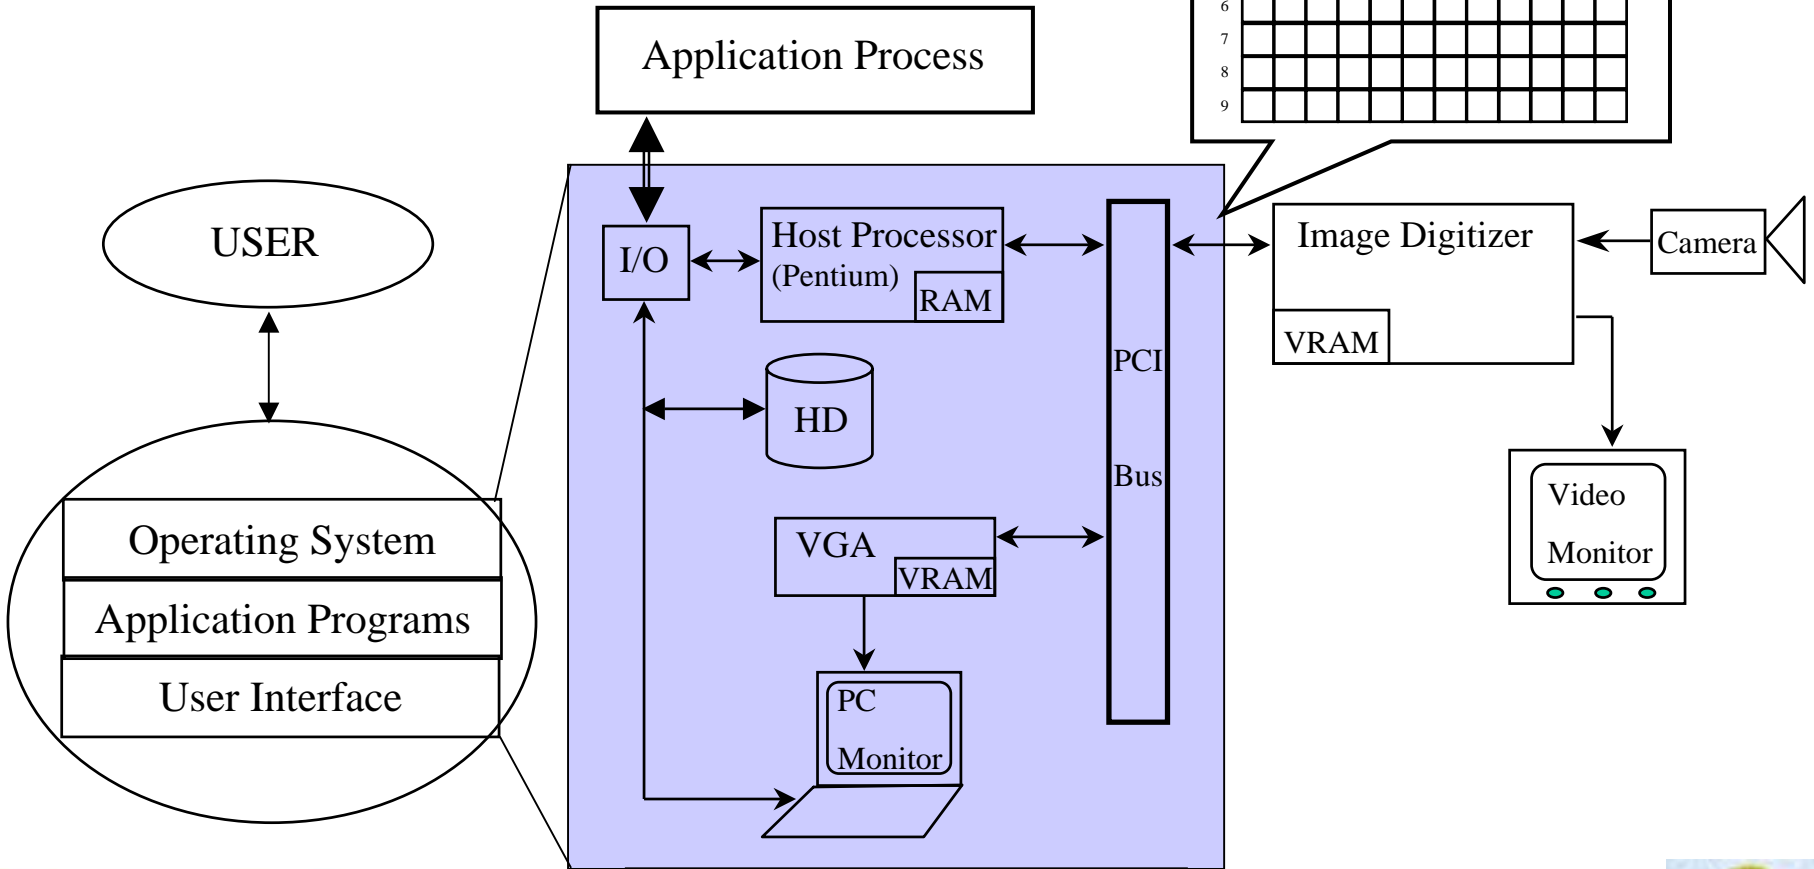 6
7
8
9
Application Process
USER
I/O
Host Processor
(Pentium)
RAM
Image Digitizer
VRAM
Camera
PCI
Bus
HD
Video
Monitor
VGA
VRAM
Operating System
Application Programs
User Interface
PC
Monitor